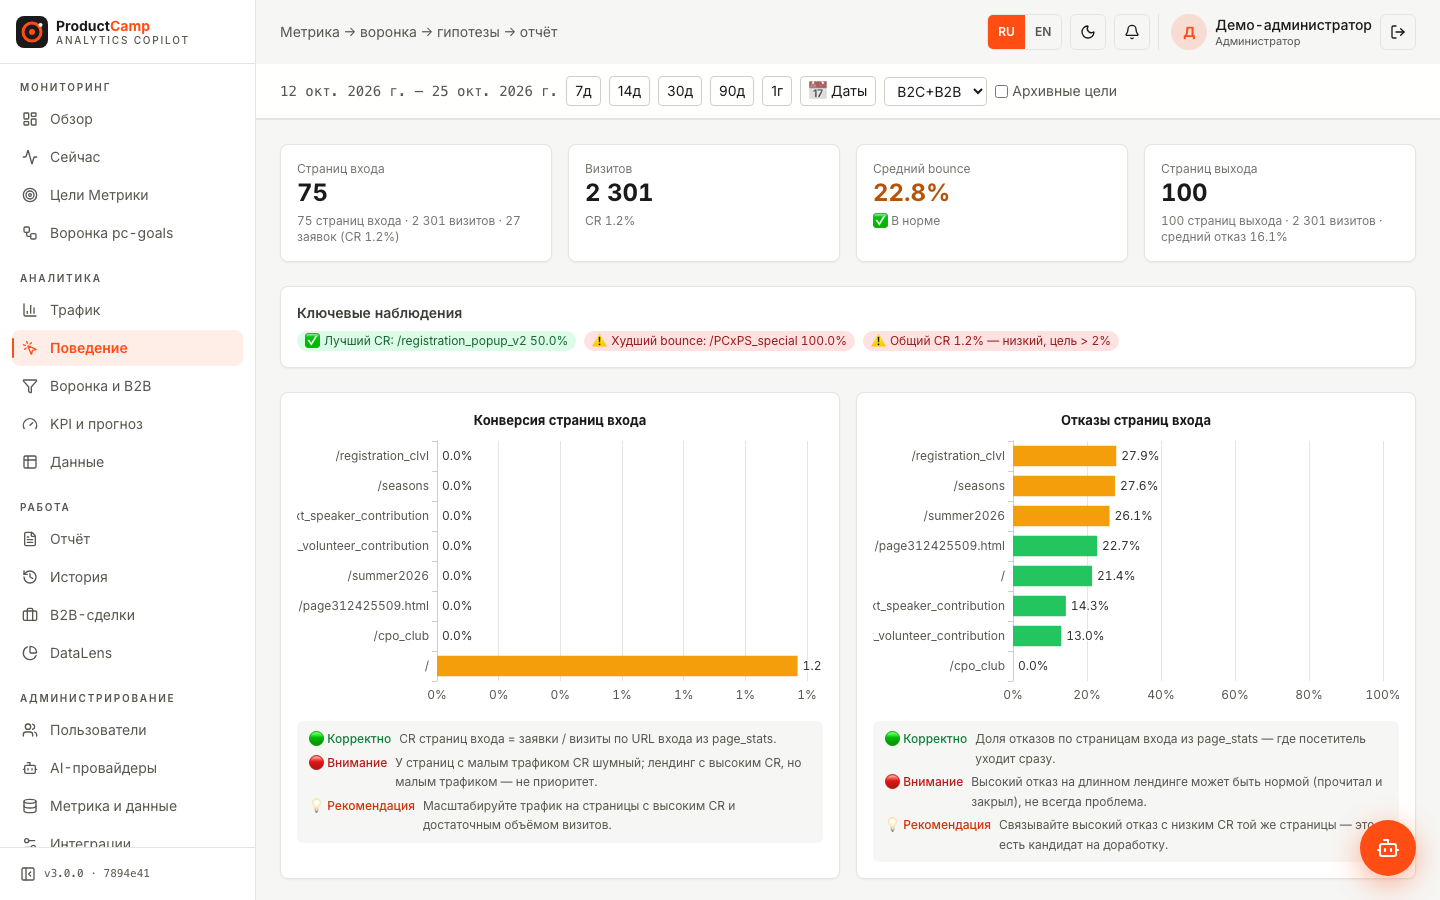 ProductCamp
ANALYTICS COPILOT
Метрика → воронка → гипотезы → отчёт
RU EN
Д
Демо-администратор
Администратор
12 окт. 2026 г. — 25 окт. 2026 г. 7д 14д 30д 90д 1г 📅 Даты B2C+B2B Архивные цели
МОНИТОРИНГ
Обзор
Сейчас
Цели Метрики
Воронка pc-goals
АНАЛИТИКА
Трафик
Поведение
Воронка и B2B
KPI и прогноз
Данные
РАБОТА
Отчёт
История
B2B-сделки
DataLens
АДМИНИСТРИРОВАНИЕ
Пользователи
AI-провайдеры
Метрика и данные
Интеграции
v3.0.0 · 7894e41
Страниц входа
75
75 страниц входа · 2 301 визитов · 27
заявок (CR 1.2%)
Визитов
2 301
CR 1.2%
Средний bounce
22.8%
✅ В норме
Страниц выхода
100
100 страниц выхода · 2 301 визитов ·
средний отказ 16.1%
Ключевые наблюдения
✅ Лучший CR: /registration_popup_v2 50.0%
⚠️ Худший bounce: /PCxPS_special 100.0%
⚠️ Общий CR 1.2% — низкий, цель > 2%
Конверсия страниц входа
/registration_clvl 0.0%
/seasons 0.0%
xt_speaker_contribution 0.0%
_volunteer_contribution 0.0%
/summer2026 0.0%
/page312425509.html 0.0%
/cpo_club 0.0%
/ 1.2
0% 0% 0% 1% 1% 1% 1%
🟢 Корректно CR страниц входа = заявки / визиты по URL входа из page_stats.
🔴 Внимание У страниц с малым трафиком CR шумный; лендинг с высоким CR, но
малым трафиком — не приоритет.
💡 Рекомендация Масштабируйте трафик на страницы с высоким CR и
достаточным объёмом визитов.
Отказы страниц входа
/registration_clvl 27.9%
/seasons 27.6%
/summer2026 26.1%
/page312425509.html 22.7%
/ 21.4%
xt_speaker_contribution 14.3%
_volunteer_contribution 13.0%
/cpo_club 0.0%
0% 20% 40% 60% 80% 100%
🟢 Корректно Доля отказов по страницам входа из page_stats — где посетитель
уходит сразу.
🔴 Внимание Высокий отказ на длинном лендинге может быть нормой (прочитал и
закрыл), не всегда проблема.
💡 Рекомендация Связывайте высокий отказ с низким CR той же страницы — это
есть кандидат на доработку.